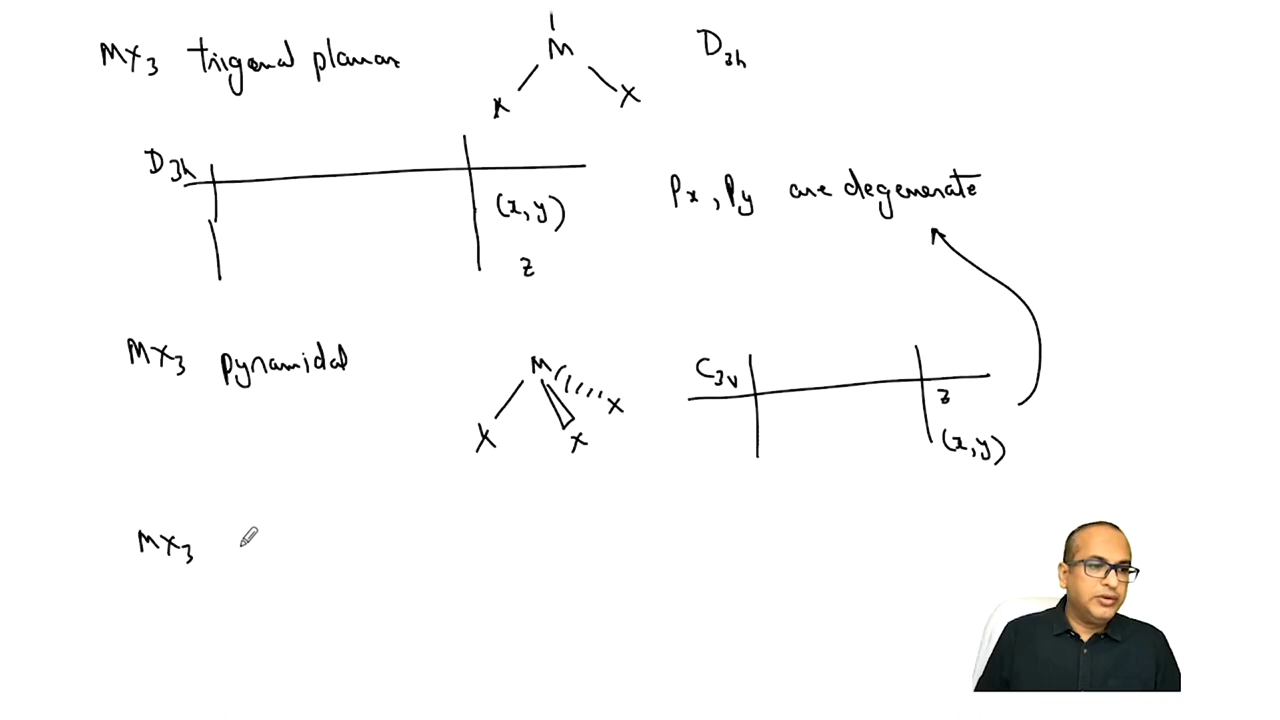 MX3 trigonal planar
M
X X
D3h
D3h
(x,y)
z
Px, Py are degenerate
MX3 pyramidal
M
X X X
C3v
z
(x,y)
MX3